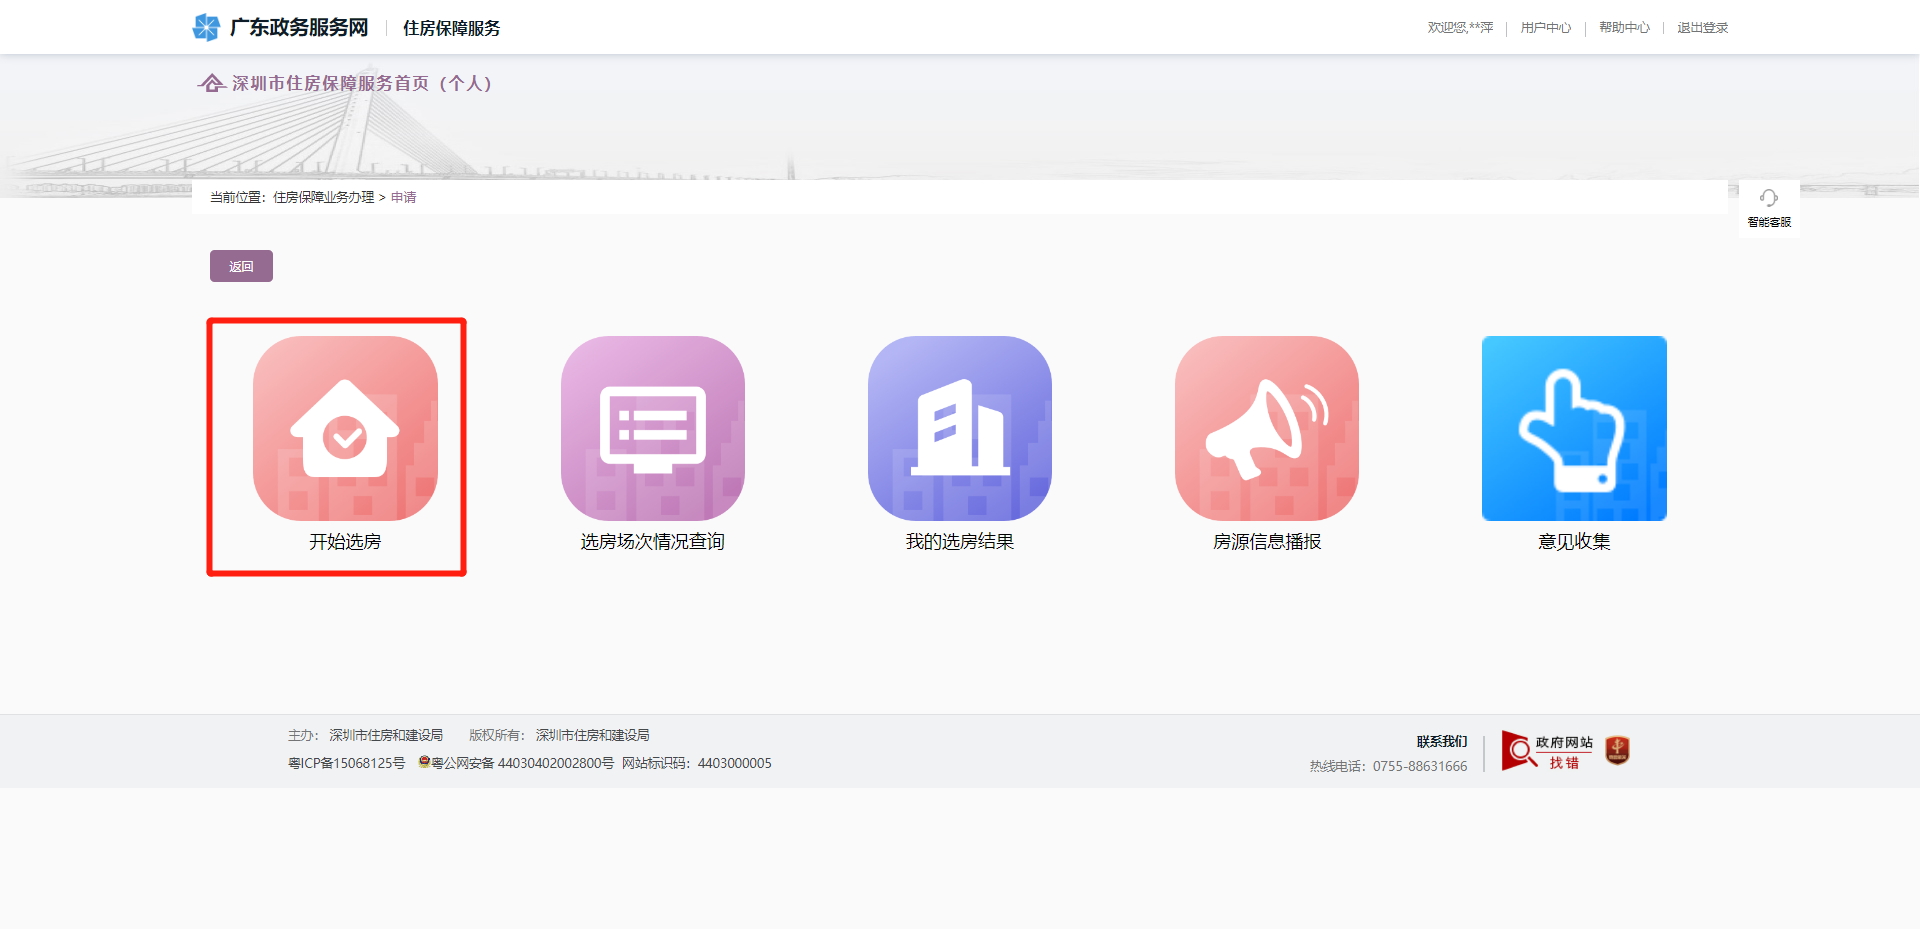 广东政务服务网 住房保障服务 欢迎您,**萍 用户中心 帮助中心 退出登录
深圳市住房保障服务首页（个人）
当前位置：住房保障业务办理 > 申请
智能客服
返回
开始选房 选房场次情况查询 我的选房结果 房源信息播报 意见收集
主办： 深圳市住房和建设局 版权所有： 深圳市住房和建设局
粤ICP备15068125号 粤公网安备 44030402002800号 网站标识码：4403000005
联系我们
热线电话：0755-88631666
政府网站
找错